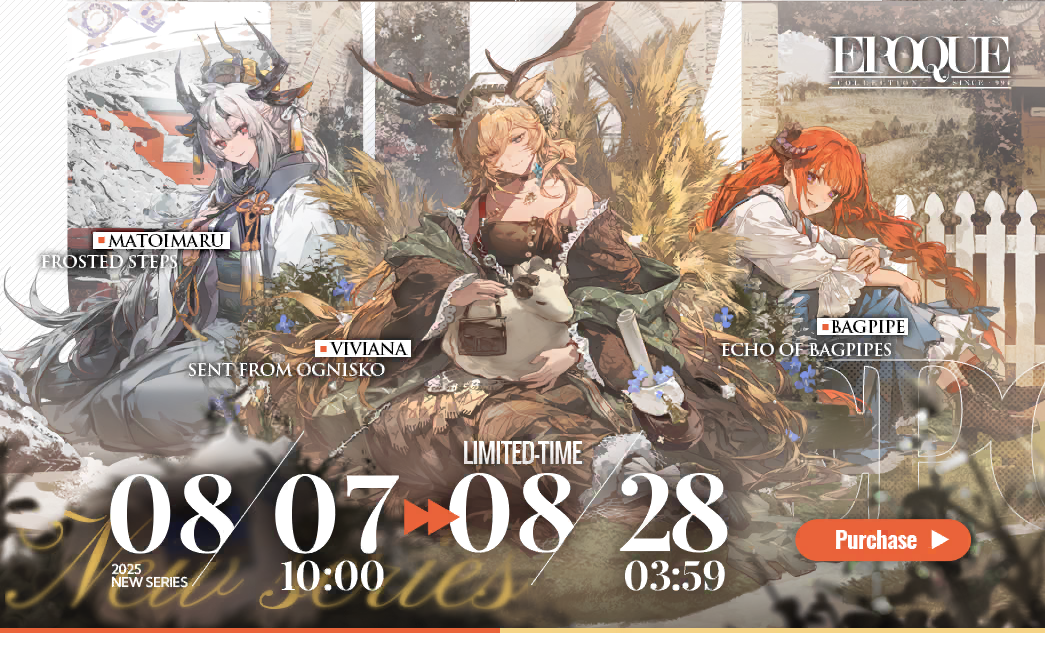 EPOQUE
COLLECTION SINCE 99
MATOIMARU
FROSTED STEPS
VIVIANA
SENT FROM OGNISKO
BAGPIPE
ECHO OF BAGPIPES
LIMITED-TIME
08/07 08/28
10:00 03:59
2025
NEW SERIES
New series
Purchase